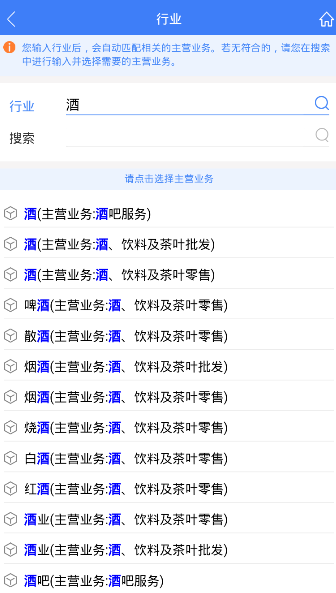 行业
您输入行业后，会自动匹配相关的主营业务。若无符合的，请您在搜索
中进行输入并选择需要的主营业务。
行业 酒
搜索
请点击选择主营业务
酒(主营业务:酒吧服务)
酒(主营业务:酒、饮料及茶叶批发)
酒(主营业务:酒、饮料及茶叶零售)
啤酒(主营业务:酒、饮料及茶叶零售)
散酒(主营业务:酒、饮料及茶叶零售)
烟酒(主营业务:酒、饮料及茶叶批发)
烟酒(主营业务:酒、饮料及茶叶零售)
烧酒(主营业务:酒、饮料及茶叶零售)
白酒(主营业务:酒、饮料及茶叶零售)
红酒(主营业务:酒、饮料及茶叶零售)
酒业(主营业务:酒、饮料及茶叶零售)
酒业(主营业务:酒、饮料及茶叶批发)
酒吧(主营业务:酒吧服务)